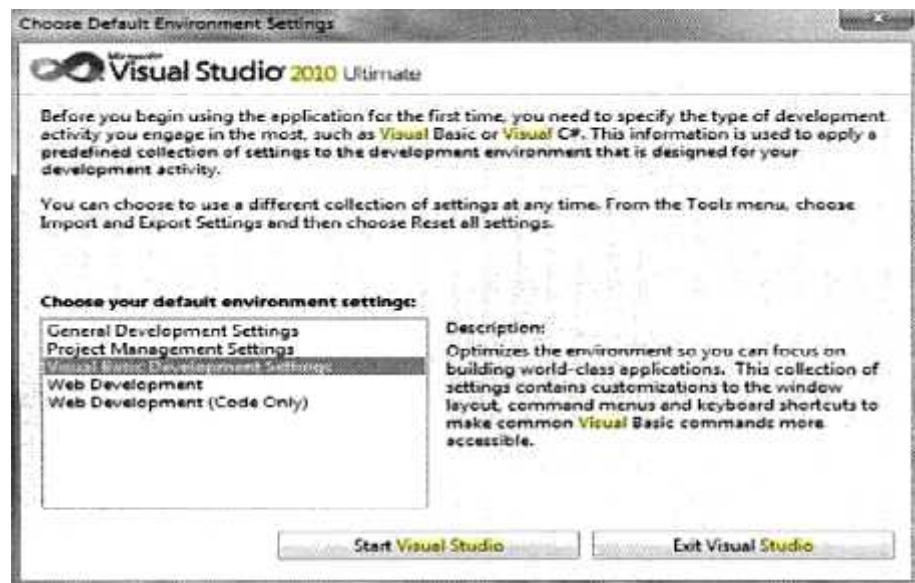 Choose Default Environment Settings
Microsoft
Visual Studio 2010 Ultimate
Before you begin using the application for the first time, you need to specify the type of development
activity you engage in the most, such as Visual Basic or Visual C#. This information is used to apply a
predefined collection of settings to the development environment that is designed for your
development activity.
You can choose to use a different collection of settings at any time. From the Tools menu, choose
Import and Export Settings and then choose Reset all settings.
Choose your default environment settings:
General Development Settings
Project Management Settings
Visual Basic Development Settings
Web Development
Web Development (Code Only)
Description:
Optimizes the environment so you can focus on
building world-class applications. This collection of
settings contains customizations to the window
layout, command menus and keyboard shortcuts to
make common Visual Basic commands more
accessible.
Start Visual Studio
Exit Visual Studio